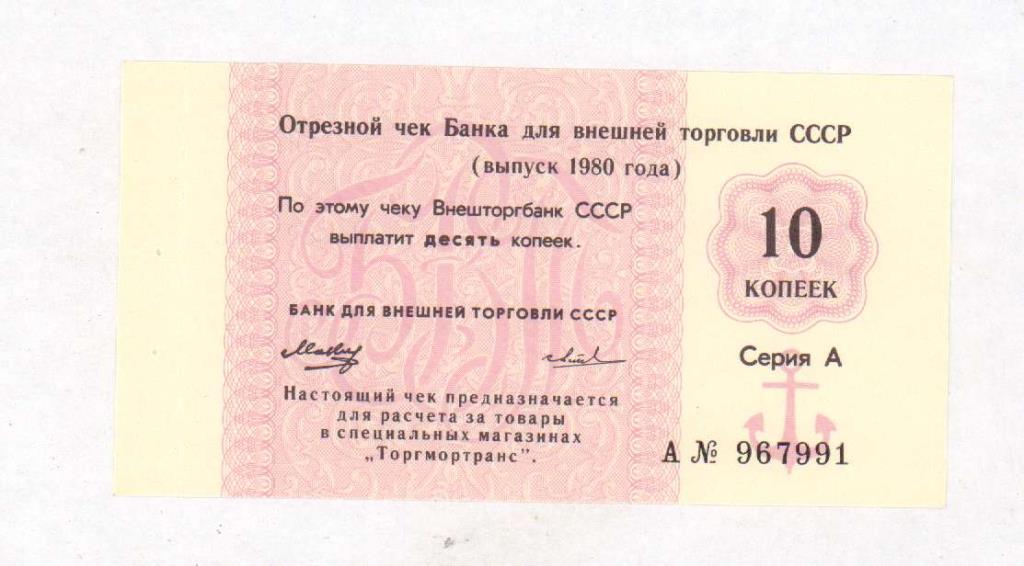 Отрезной чек Банка для внешней торговли СССР
(выпуск 1980 года)
По этому чеку Внешторгбанк СССР
выплатит десять копеек.
10
КОПЕЕК
БАНК ДЛЯ ВНЕШНЕЙ ТОРГОВЛИ СССР
Серия А
Настоящий чек предназначается
для расчета за товары
в специальных магазинах
„Торгмортранс".
А № 967991